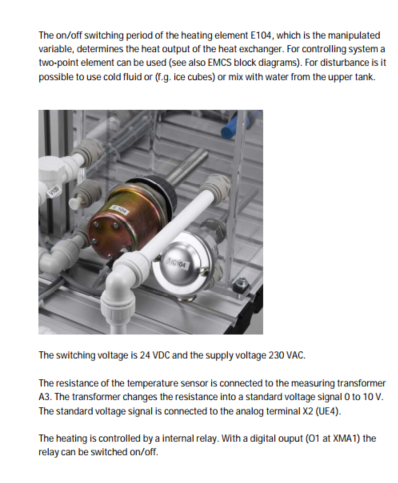 The on/off switching period of the heating element E104, which is the manipulated
variable, determines the heat output of the heat exchanger. For controlling system a
two-point element can be used (see also EMCS block diagrams). For disturbance is it
possible to use cold fluid or (f.g. ice cubes) or mix with water from the upper tank.
The switching voltage is 24 VDC and the supply voltage 230 VAC.
The resistance of the temperature sensor is connected to the measuring transformer
A3. The transformer changes the resistance into a standard voltage signal 0 to 10 V.
The standard voltage signal is connected to the analog terminal X2 (UE4).
The heating is controlled by a internal relay. With a digital ouput (O1 at XMA1) the
relay can be switched on/off.